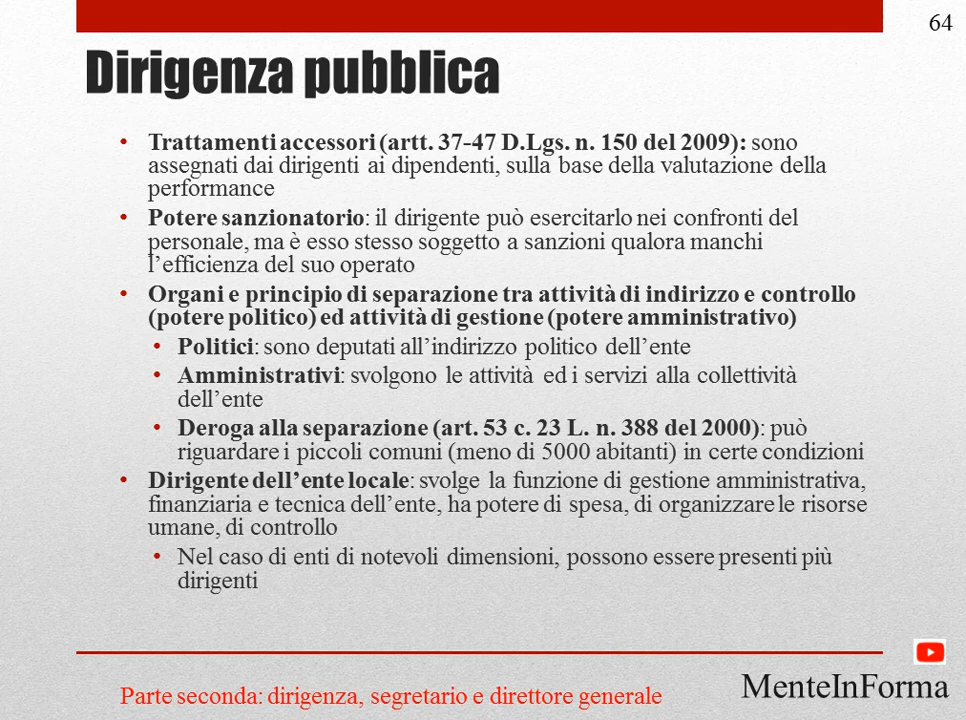 64
Dirigenza pubblica
• Trattamenti accessori (artt. 37-47 D.Lgs. n. 150 del 2009): sono
assegnati dai dirigenti ai dipendenti, sulla base della valutazione della
performance
• Potere sanzionatorio: il dirigente può esercitarlo nei confronti del
personale, ma è esso stesso soggetto a sanzioni qualora manchi
l’efficienza del suo operato
• Organi e principio di separazione tra attività di indirizzo e controllo
(potere politico) ed attività di gestione (potere amministrativo)
• Politici: sono deputati all’indirizzo politico dell’ente
• Amministrativi: svolgono le attività ed i servizi alla collettività
dell’ente
• Deroga alla separazione (art. 53 c. 23 L. n. 388 del 2000): può
riguardare i piccoli comuni (meno di 5000 abitanti) in certe condizioni
• Dirigente dell’ente locale: svolge la funzione di gestione amministrativa,
finanziaria e tecnica dell’ente, ha potere di spesa, di organizzare le risorse
umane, di controllo
• Nel caso di enti di notevoli dimensioni, possono essere presenti più
dirigenti
Parte seconda: dirigenza, segretario e direttore generale
MenteInForma